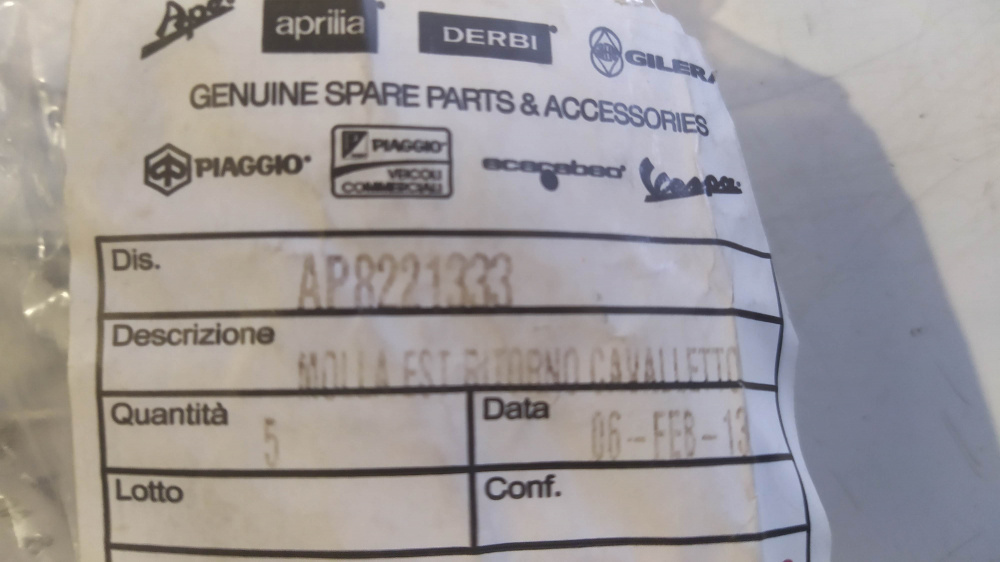 Ape
aprilia
DERBI
GILERA
GENUINE SPARE PARTS & ACCESSORIES
PIAGGIO
PIAGGIO
VEICOLI
COMMERCIALI
scarabeo
Vespa
Dis. AP8221333
Descrizione
MOLLA EST RITORNO CAVALLETTO
Quantità 5
Data 06-FEB-13
Lotto
Conf.